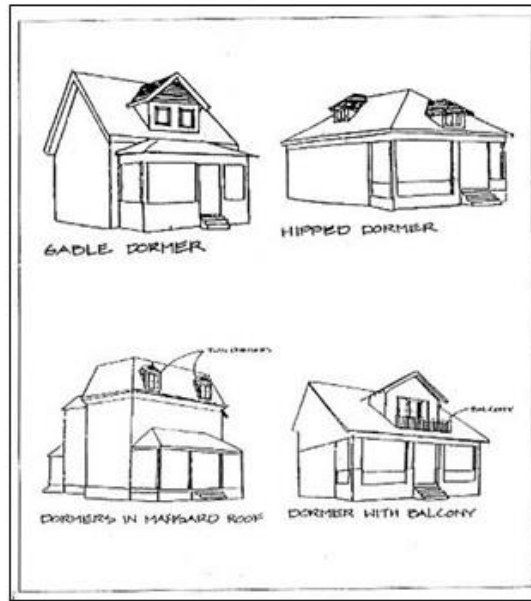 GABLE DORMER
HIPPED DORMER
DORMERS IN MANSARD ROOF
BALCONY
DORMER WITH BALCONY